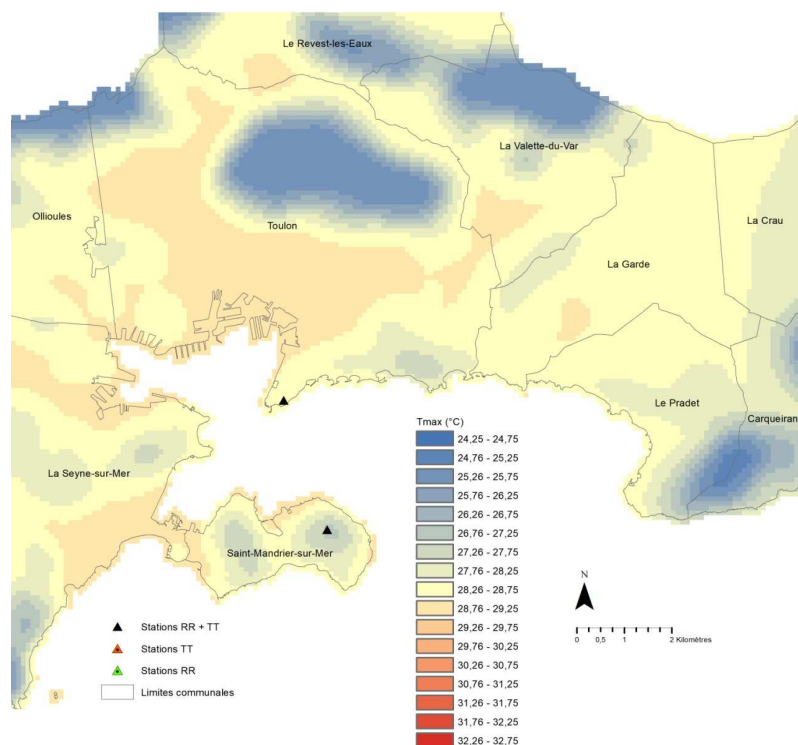 Le Revest-les-Eaux
La Valette-du-Var
Ollioules
Toulon
La Crau
La Garde
Le Pradet
Carqueiran
La Seyne-sur-Mer
Saint-Mandrier-sur-Mer
Tmax (°C)
24,25 - 24,75
24,76 - 25,25
25,26 - 25,75
25,76 - 26,25
26,26 - 26,75
26,76 - 27,25
27,26 - 27,75
27,76 - 28,25
28,26 - 28,75
28,76 - 29,25
29,26 - 29,75
29,76 - 30,25
30,26 - 30,75
30,76 - 31,25
31,26 - 31,75
31,76 - 32,25
32,26 - 32,75
N
0 0,5 1 2 Kilomètres
Stations RR + TT
Stations TT
Stations RR
Limites communales